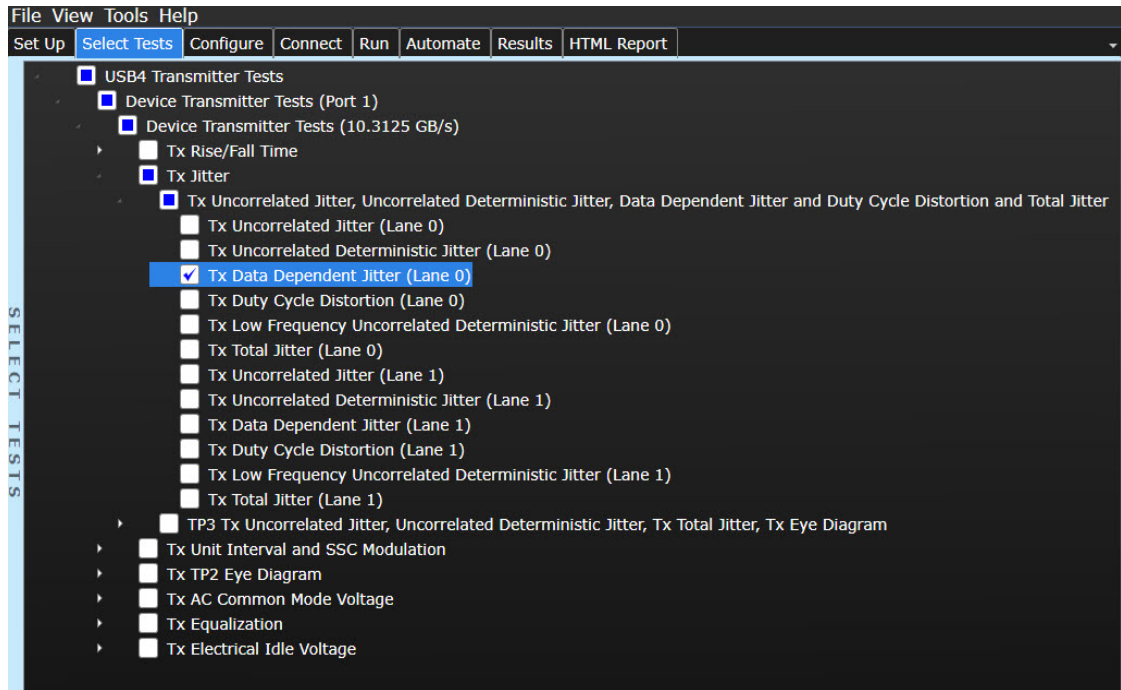 File View Tools Help
Set Up Select Tests Configure Connect Run Automate Results HTML Report
USB4 Transmitter Tests
Device Transmitter Tests (Port 1)
Device Transmitter Tests (10.3125 GB/s)
Tx Rise/Fall Time
Tx Jitter
Tx Uncorrelated Jitter, Uncorrelated Deterministic Jitter, Data Dependent Jitter and Duty Cycle Distortion and Total Jitter
Tx Uncorrelated Jitter (Lane 0)
Tx Uncorrelated Deterministic Jitter (Lane 0)
Tx Data Dependent Jitter (Lane 0)
Tx Duty Cycle Distortion (Lane 0)
Tx Low Frequency Uncorrelated Deterministic Jitter (Lane 0)
Tx Total Jitter (Lane 0)
Tx Uncorrelated Jitter (Lane 1)
Tx Uncorrelated Deterministic Jitter (Lane 1)
Tx Data Dependent Jitter (Lane 1)
Tx Duty Cycle Distortion (Lane 1)
Tx Low Frequency Uncorrelated Deterministic Jitter (Lane 1)
Tx Total Jitter (Lane 1)
TP3 Tx Uncorrelated Jitter, Uncorrelated Deterministic Jitter, Tx Total Jitter, Tx Eye Diagram
Tx Unit Interval and SSC Modulation
Tx TP2 Eye Diagram
Tx AC Common Mode Voltage
Tx Equalization
Tx Electrical Idle Voltage
SELECT TESTS